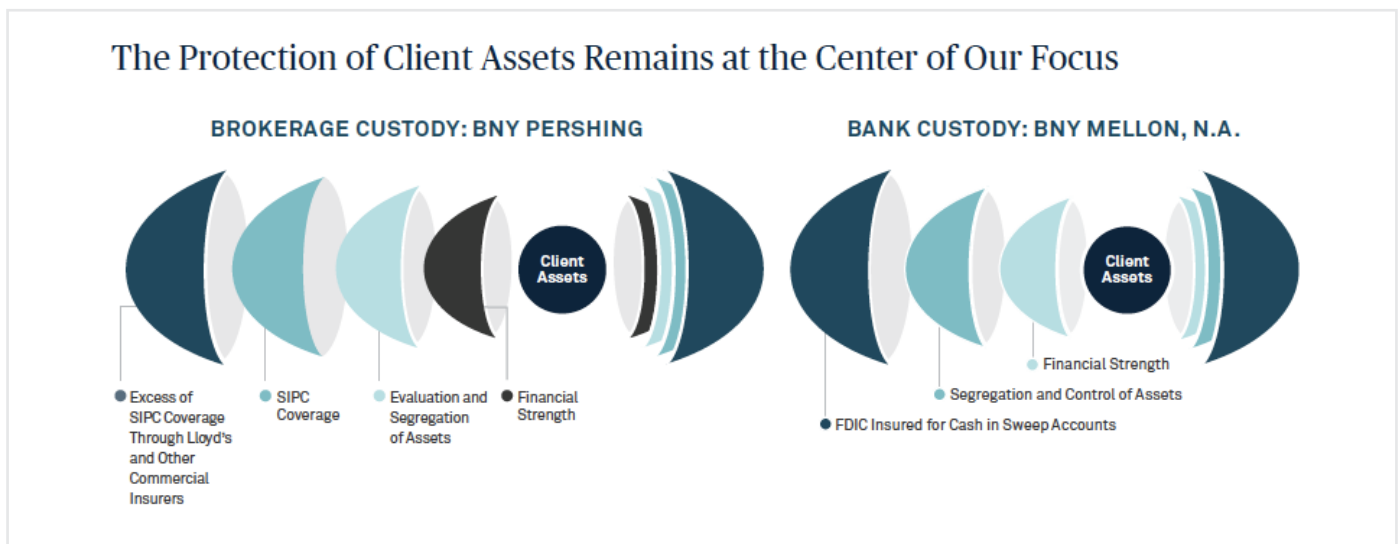 The Protection of Client Assets Remains at the Center of Our Focus
BROKERAGE CUSTODY: BNY PERSHING
Client
Assets
Excess of
SIPC Coverage
Through Lloyd's
and Other
Commercial
Insurers
SIPC
Coverage
Evaluation and
Segregation
of Assets
Financial
Strength
BANK CUSTODY: BNY MELLON, N.A.
Client
Assets
Financial Strength
Segregation and Control of Assets
FDIC Insured for Cash in Sweep Accounts